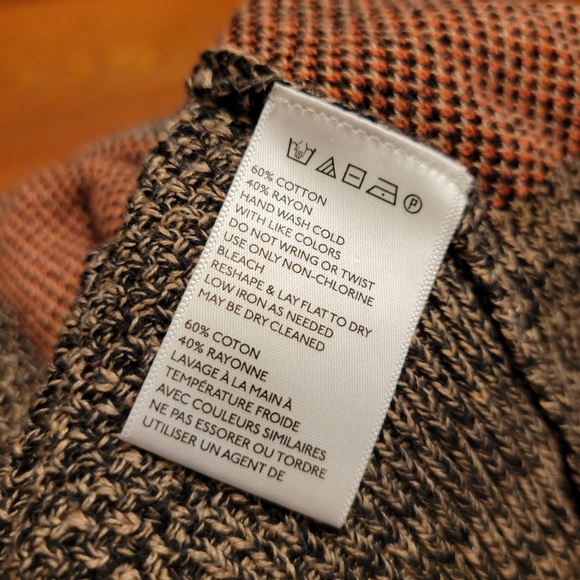 P
60% COTTON
40% RAYON
HAND WASH COLD
WITH LIKE COLORS
DO NOT WRING OR TWIST
USE ONLY NON-CHLORINE
BLEACH
RESHAPE & LAY FLAT TO DRY
LOW IRON AS NEEDED
MAY BE DRY CLEANED
60% COTON
40% RAYONNE
LAVAGE À LA MAIN À
TEMPÉRATURE FROIDE
AVEC COULEURS SIMILAIRES
NE PAS ESSORER OU TORDRE
UTILISER UN AGENT DE